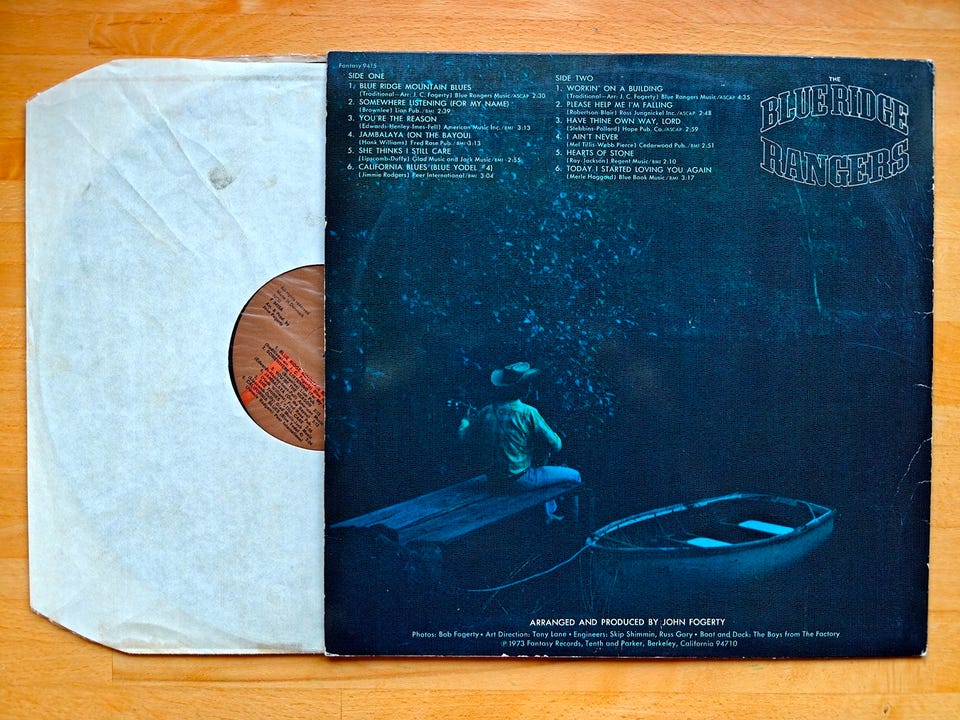 Fantasy 9415
SIDE ONE
1. BLUE RIDGE MOUNTAIN BLUES
(Traditional—Arr: J. C. Fogerty) Blue Rangers Music/ASCAP 2:30
2. SOMEWHERE LISTENING (FOR MY NAME)
(Brownlee) Lion Pub./BMI 2:39
3. YOU'RE THE REASON
(Edwards-Henley-Imes-Fell) American Music Inc./BMI 3:13
4. JAMBALAYA (ON THE BAYOU)
(Hank Williams) Fred Rose Pub./BMI 3:13
5. SHE THINKS I STILL CARE
(Lipscomb-Duffy) Glad Music and Jack Music/BMI 2:55
6. CALIFORNIA BLUES (BLUE YODEL #4)
(Jimmie Rodgers) Peer International/BMI 3:04
SIDE TWO
1. WORKIN' ON A BUILDING
(Traditional—Arr: J. C. Fogerty) Blue Rangers Music/ASCAP 4:35
2. PLEASE HELP ME I'M FALLING
(Robertson-Blair) Ross Jungnickel Inc./ASCAP 2:48
3. HAVE THINE OWN WAY, LORD
(Stebbins-Pollard) Hope Pub. Co./ASCAP 2:59
4. I AIN'T NEVER
(Mel Tillis-Webb Pierce) Cedarwood Pub./BMI 2:51
5. HEARTS OF STONE
(Ray-Jackson) Regent Music/BMI 2:10
6. TODAY I STARTED LOVING YOU AGAIN
(Merle Haggard) Blue Book Music/BMI 3:17
THE
BLUE RIDGE
RANGERS
ARRANGED AND PRODUCED BY JOHN FOGERTY
Photos: Bob Fogerty • Art Direction: Tony Lane • Engineers: Skip Shimmin, Russ Gary • Boat and Dock: The Boys from The Factory
℗ 1973 Fantasy Records, Tenth and Parker, Berkeley, California 94710